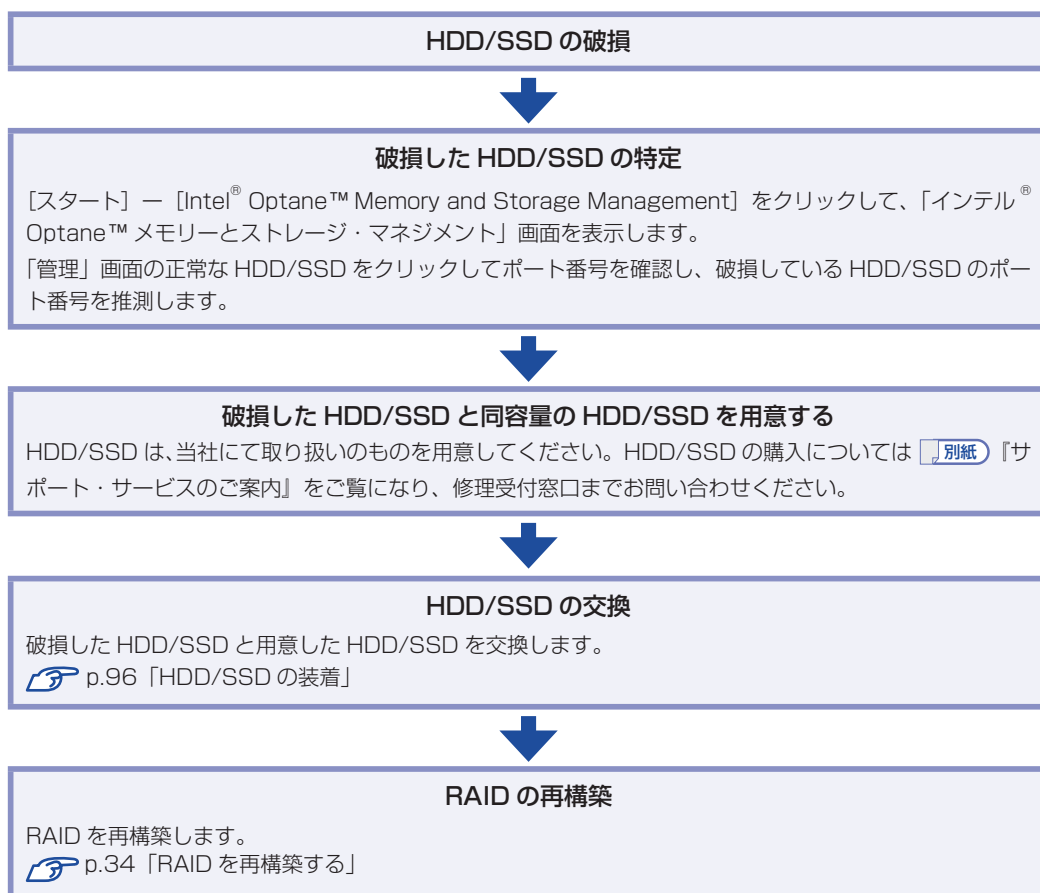 HDD/SSD の破損
破損した HDD/SSD の特定
［スタート］ー［Intel® Optane™ Memory and Storage Management］をクリックして、「インテル ®
Optane™ メモリーとストレージ・マネジメント」画面を表示します。
「管理」画面の正常な HDD/SSD をクリックしてポート番号を確認し、破損している HDD/SSD のポー
ト番号を推測します。
破損した HDD/SSD と同容量の HDD/SSD を用意する
HDD/SSD は、当社にて取り扱いのものを用意してください。HDD/SSD の購入については 別紙 『サ
ポート・サービスのご案内』をご覧になり、修理受付窓口までお問い合わせください。
HDD/SSD の交換
破損した HDD/SSD と用意した HDD/SSD を交換します。
p.96「HDD/SSD の装着」
RAID の再構築
RAID を再構築します。
p.34「RAID を再構築する」